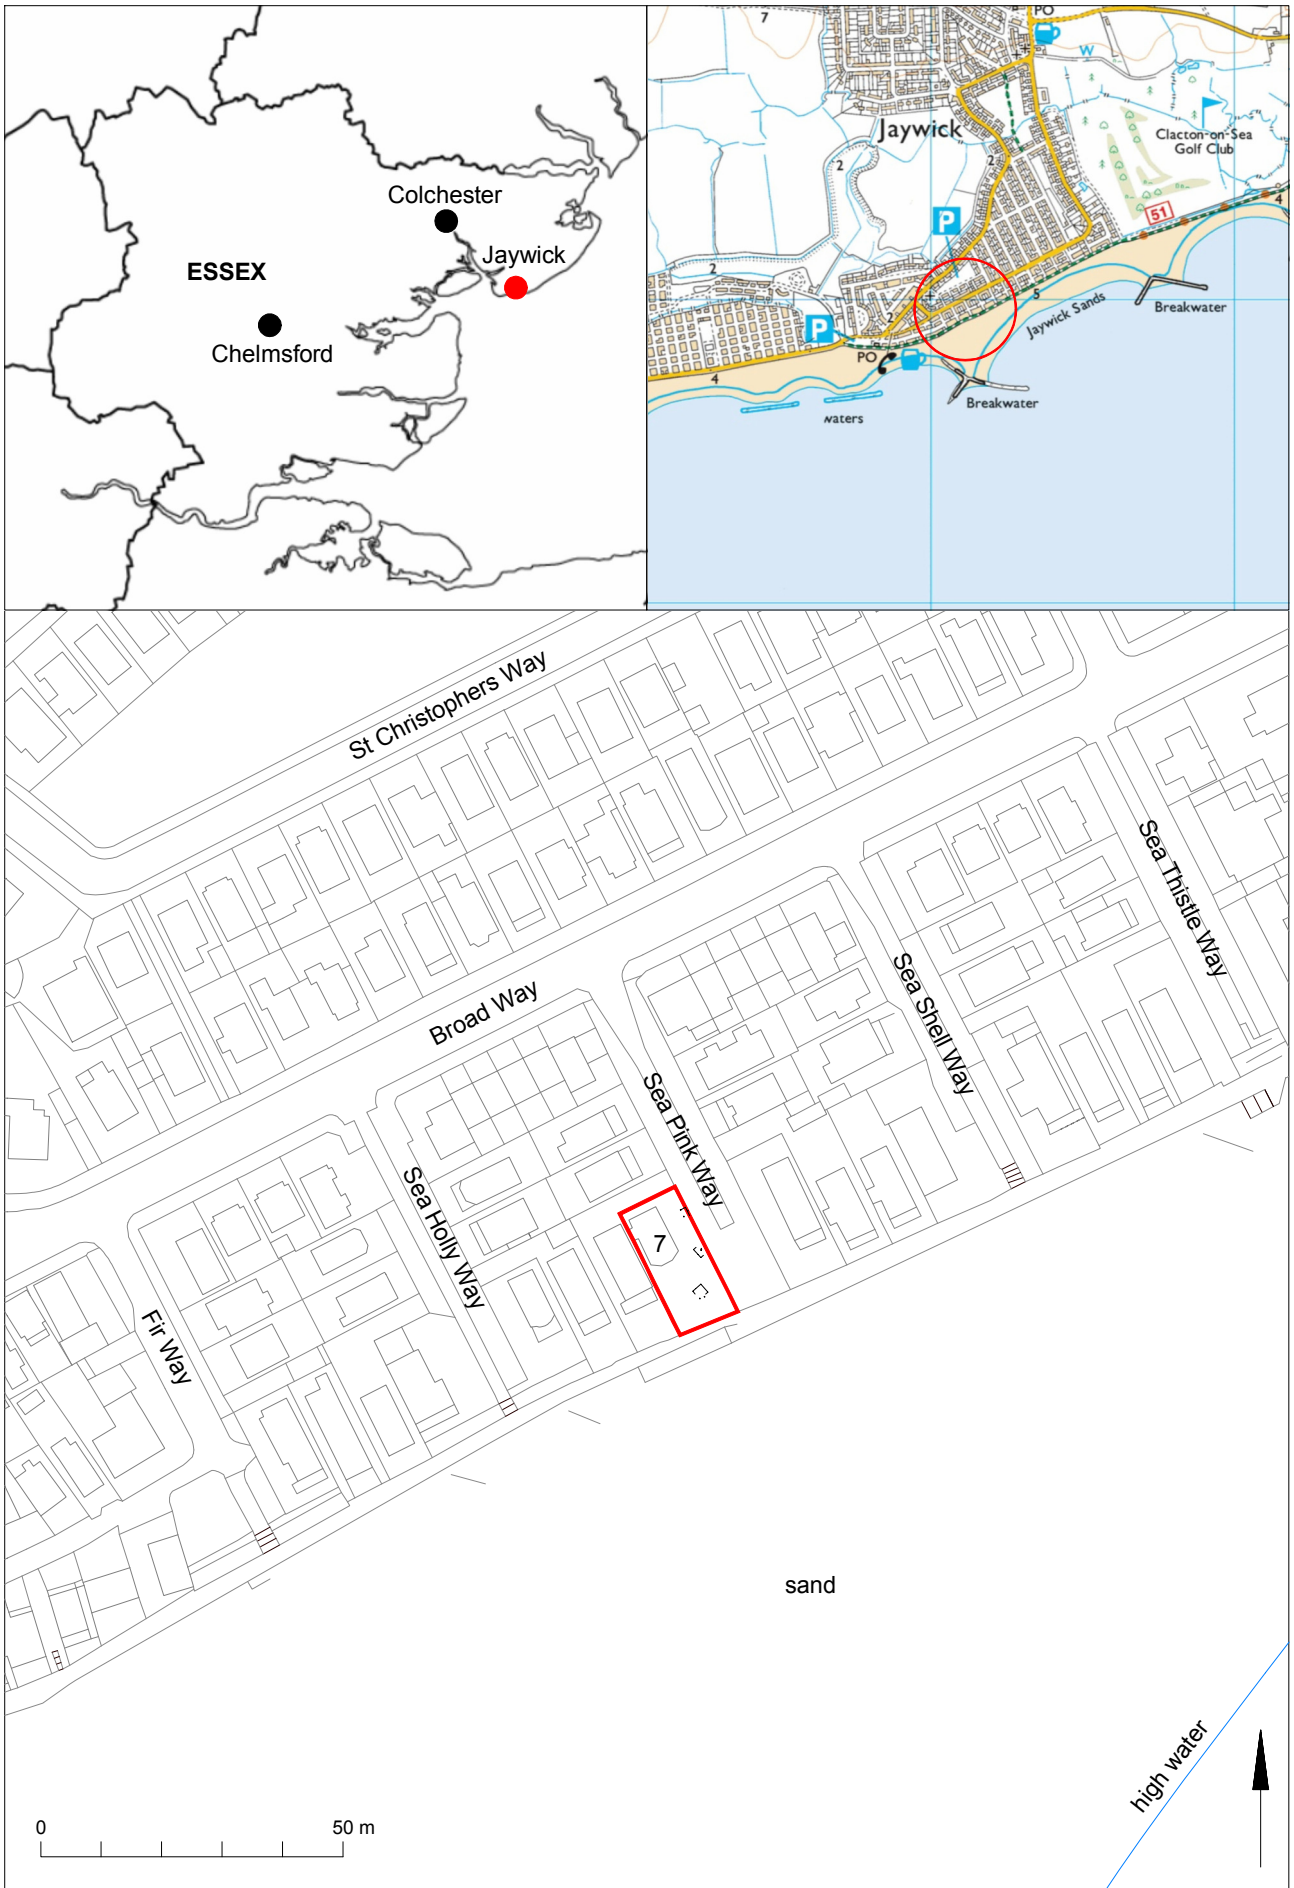 Colchester
Jaywick
ESSEX
Chelmsford
7
PO
W
Jaywick
2
2
Clacton-on-Sea
Golf Club
51
4
P
2
5
Jaywick Sands
Breakwater
P
2
PO
4
Breakwater
waters
St Christophers Way
Sea Thistle Way
Broad Way
Sea Shell Way
Sea Pink Way
Sea Holly Way
7
Fir Way
sand
high water
0
50 m